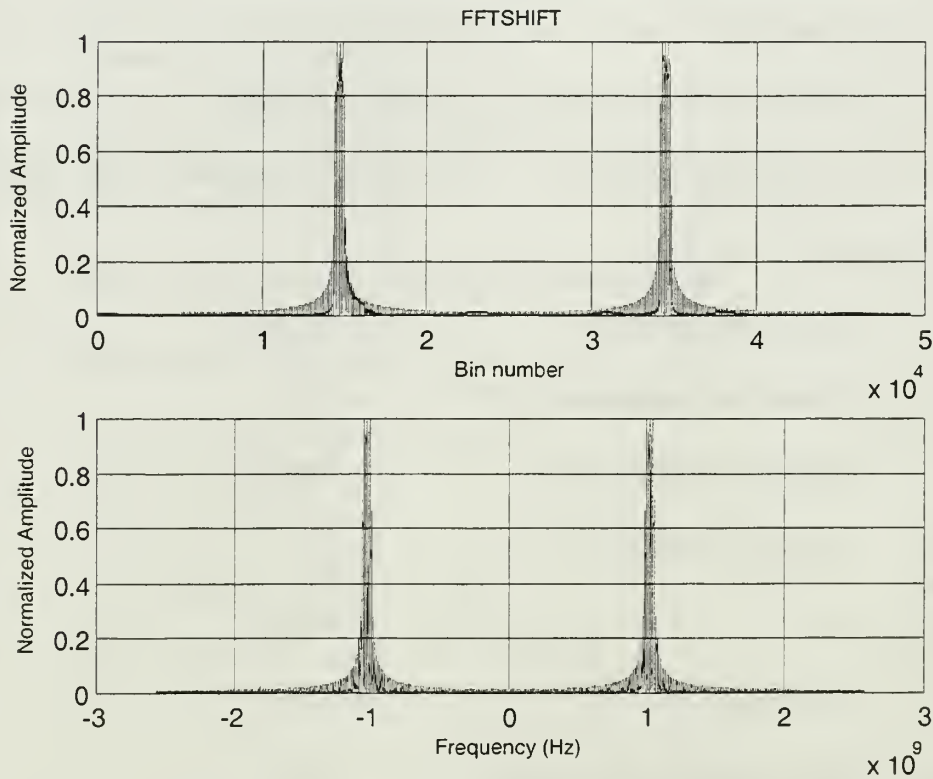 FFTSHIFT
Normalized Amplitude
1
0.8
0.6
0.4
0.2
0
0 1 2 3 4 5
Bin number
x 10^4
Normalized Amplitude
1
0.8
0.6
0.4
0.2
0
-3 -2 -1 0 1 2 3
Frequency (Hz)
x 10^9